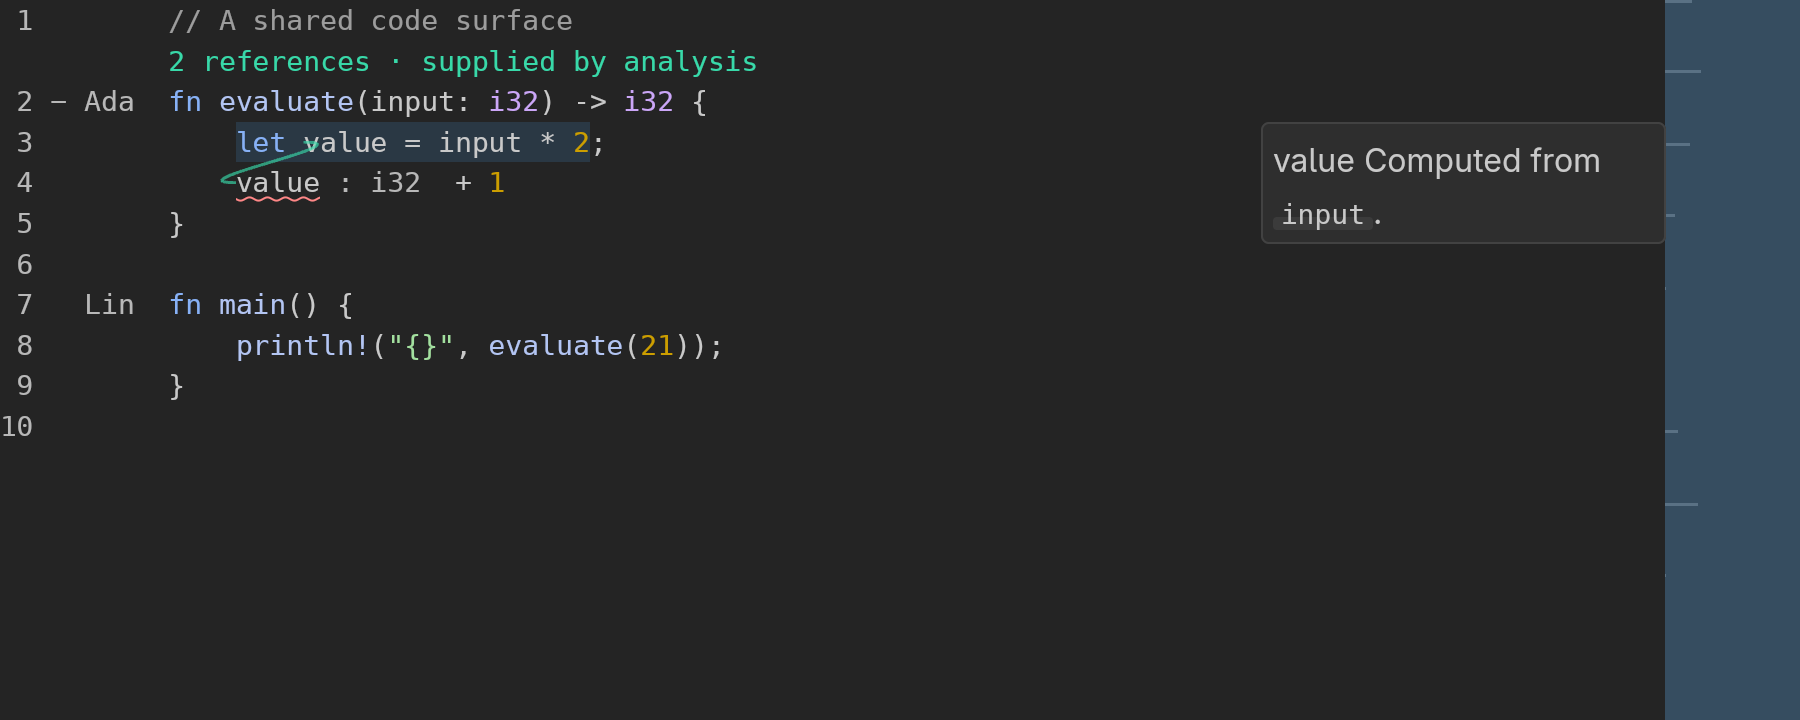 1 // A shared code surface
2 references · supplied by analysis
2 − Ada fn evaluate(input: i32) -> i32 {
3 let value = input * 2;
4 value : i32 + 1
5 }
6
7 Lin fn main() {
8 println!("{}", evaluate(21));
9 }
10
value Computed from
input.